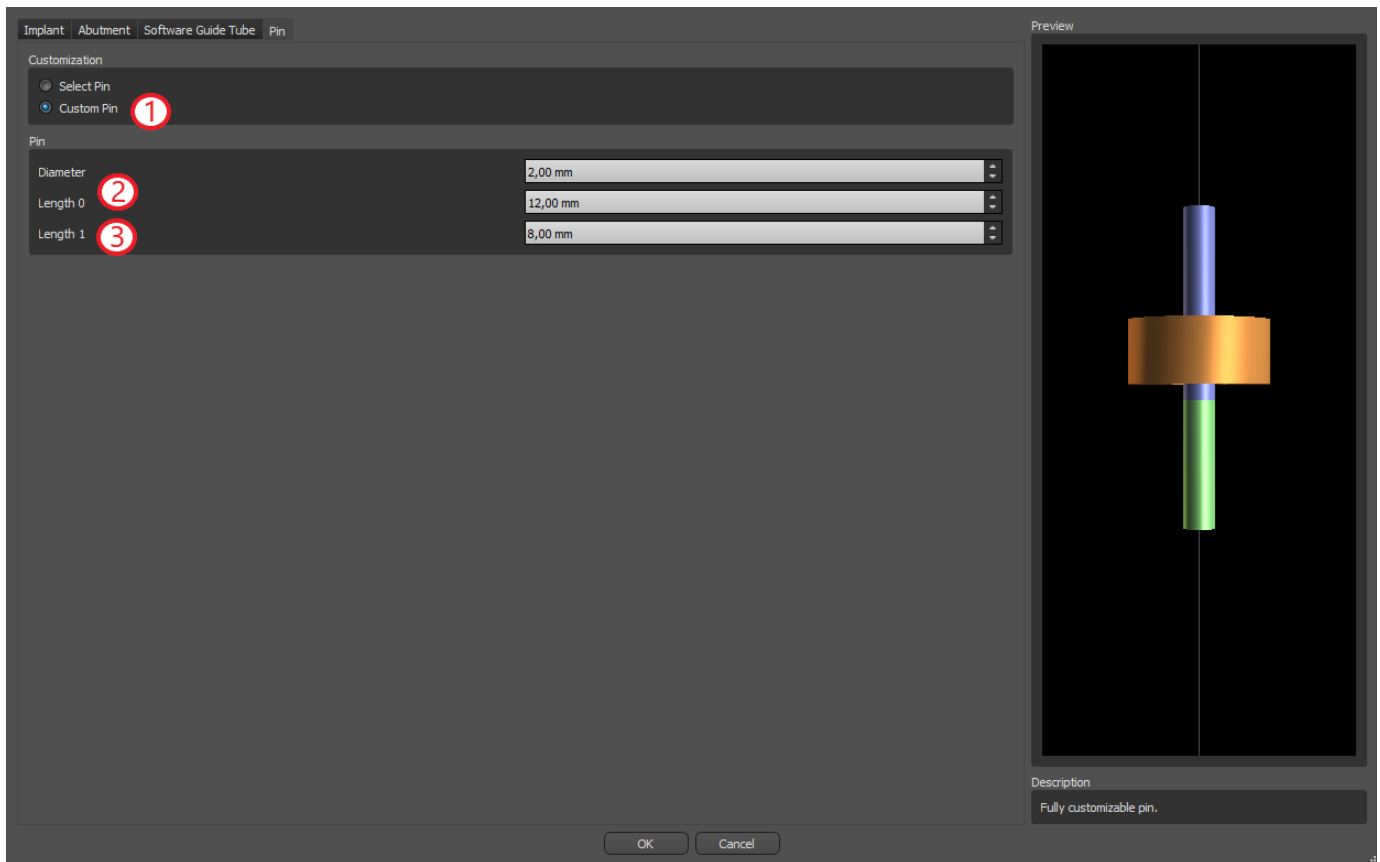 Implant Abutment Software Guide Tube Pin
Customization
Select Pin
Custom Pin 1
Pin
Diameter 2,00 mm
2
Length 0 12,00 mm
Length 1 3 8,00 mm
Preview
Description
Fully customizable pin.
OK Cancel